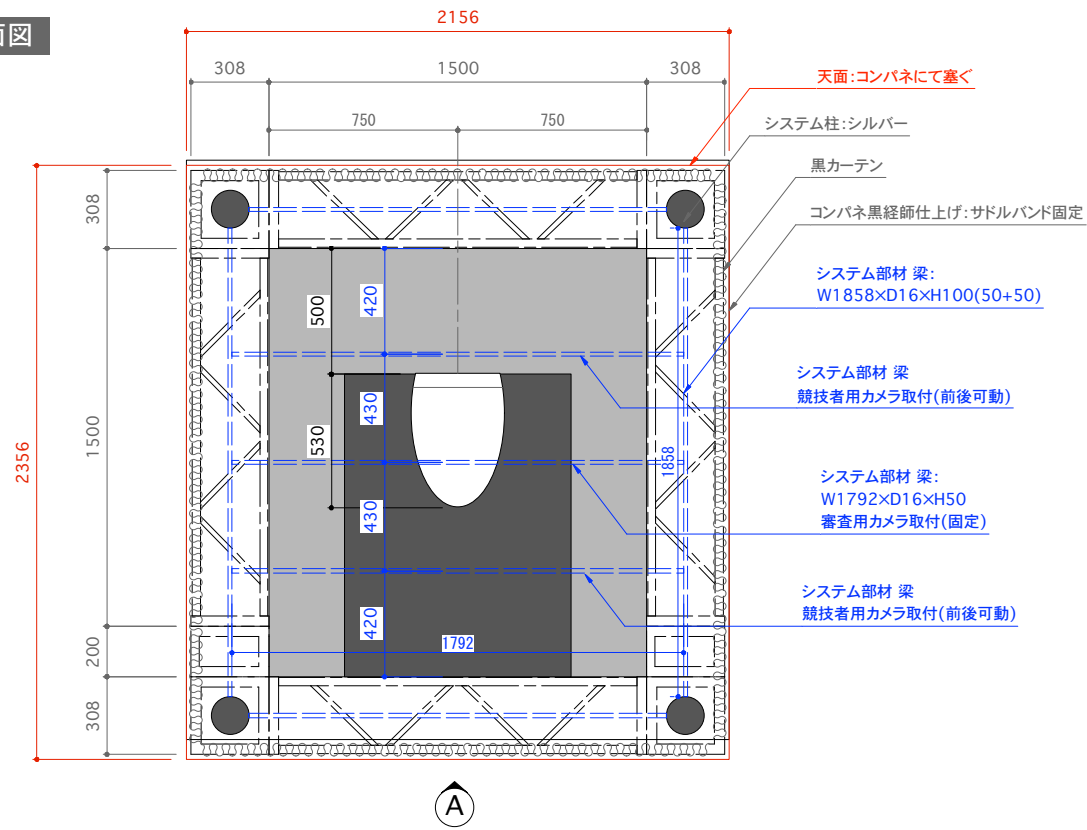 面図
2156
308
1500
308
750
750
天面:コンパネにて塞ぐ
システム柱:シルバー
黒カーテン
コンパネ黒経師仕上げ:サドルバンド固定
システム部材 梁:
W1858×D16×H100(50+50)
システム部材 梁
競技者用カメラ取付(前後可動)
システム部材 梁:
W1792×D16×H50
審査用カメラ取付(固定)
システム部材 梁
競技者用カメラ取付(前後可動)
2356
308
1500
200
308
500
530
420
430
430
420
1858
1792
A